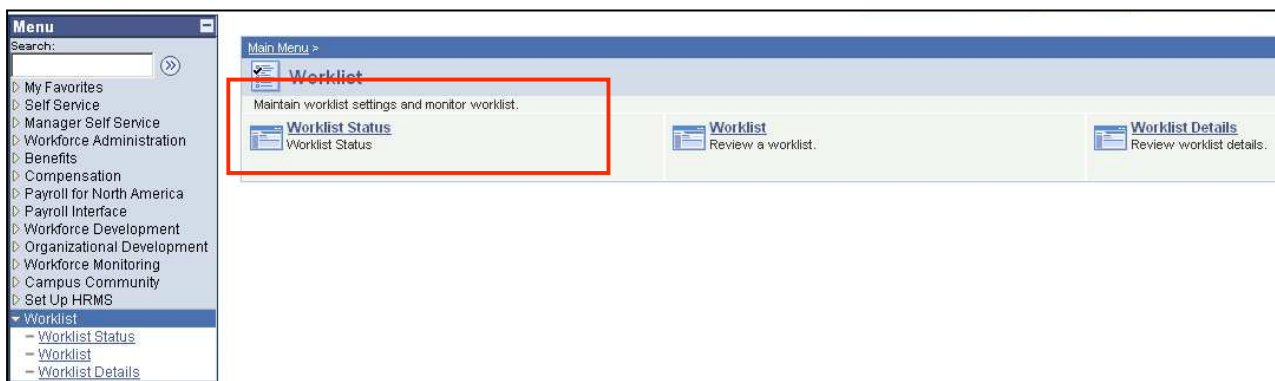 Menu
Search:
My Favorites
Self Service
Manager Self Service
Workforce Administration
Benefits
Compensation
Payroll for North America
Payroll Interface
Workforce Development
Organizational Development
Workforce Monitoring
Campus Community
Set Up HRMS
Worklist
Worklist Status
Worklist
Worklist Details
Main Menu >
Worklist
Maintain worklist settings and monitor worklist.
Worklist Status
Worklist Status
Worklist
Review a worklist.
Worklist Details
Review worklist details.